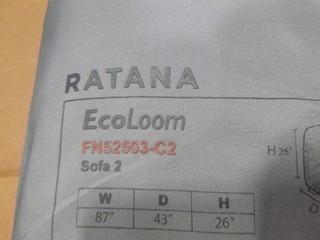 RATANA
EcoLoom
FN52503-C2
Sofa 2
H 26"
W D H
87" 43" 26"
D